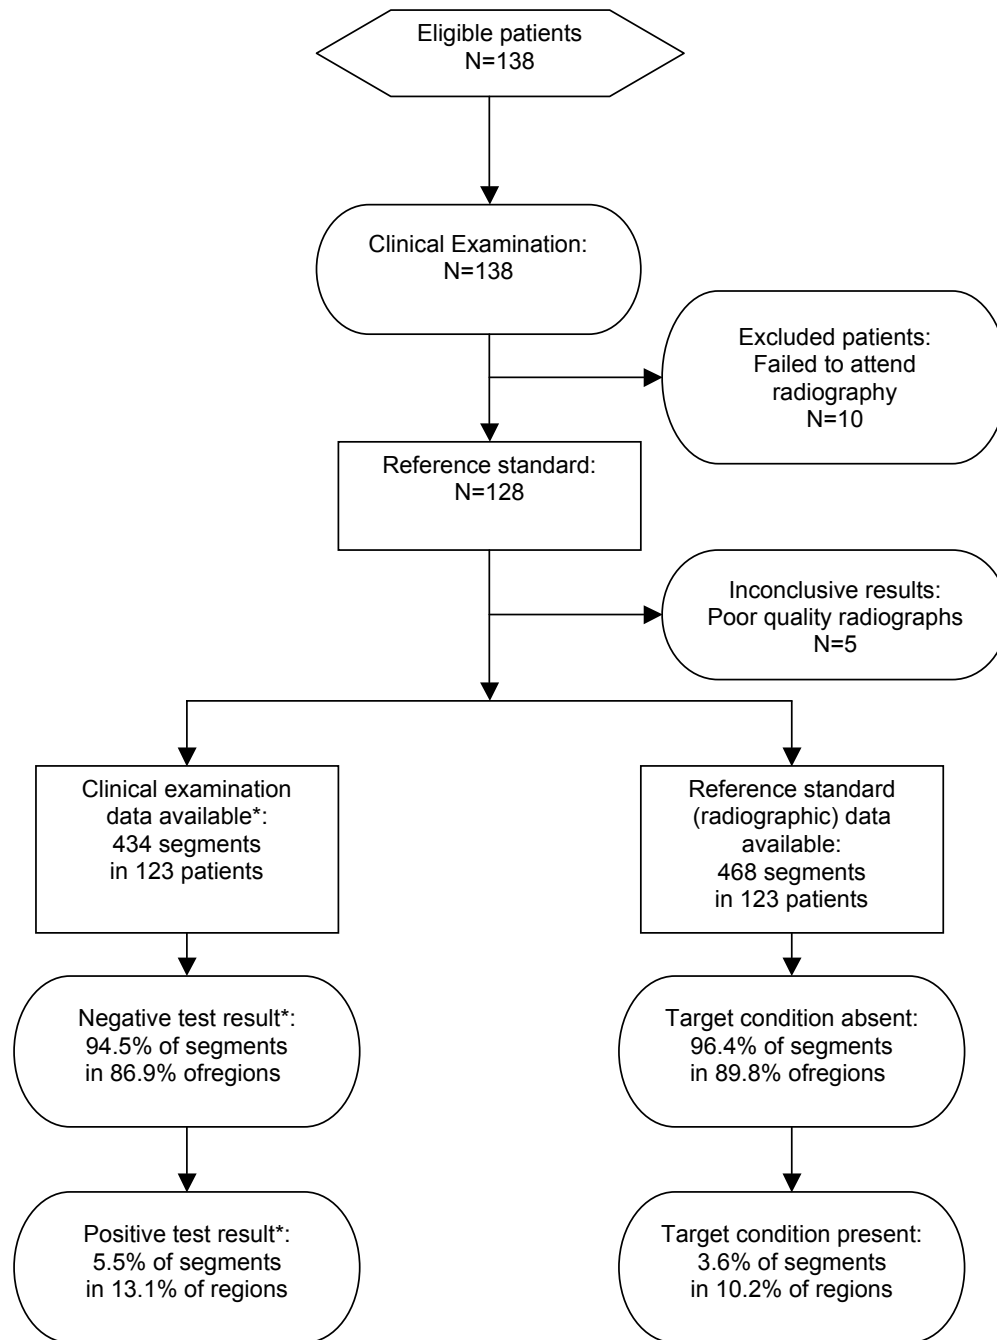 Eligible patients
N=138
Clinical Examination:
N=138
Excluded patients:
Failed to attend
radiography
N=10
Reference standard:
N=128
Inconclusive results:
Poor quality radiographs
N=5
Clinical examination
data available*:
434 segments
in 123 patients
Reference standard
(radiographic) data
available:
468 segments
in 123 patients
Negative test result*:
94.5% of segments
in 86.9% ofregions
Target condition absent:
96.4% of segments
in 89.8% ofregions
Positive test result*:
5.5% of segments
in 13.1% of regions
Target condition present:
3.6% of segments
in 10.2% of regions